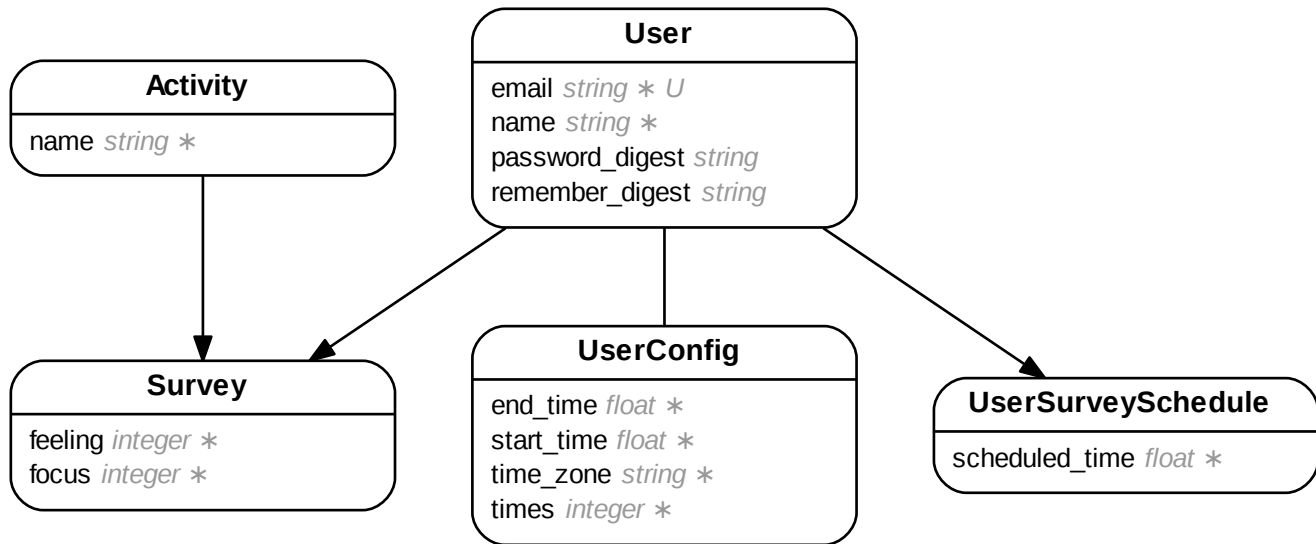 Activity
name string ∗
User
email string ∗ U
name string ∗
password_digest string
remember_digest string
Survey
feeling integer ∗
focus integer ∗
UserConfig
end_time float ∗
start_time float ∗
time_zone string ∗
times integer ∗
UserSurveySchedule
scheduled_time float ∗